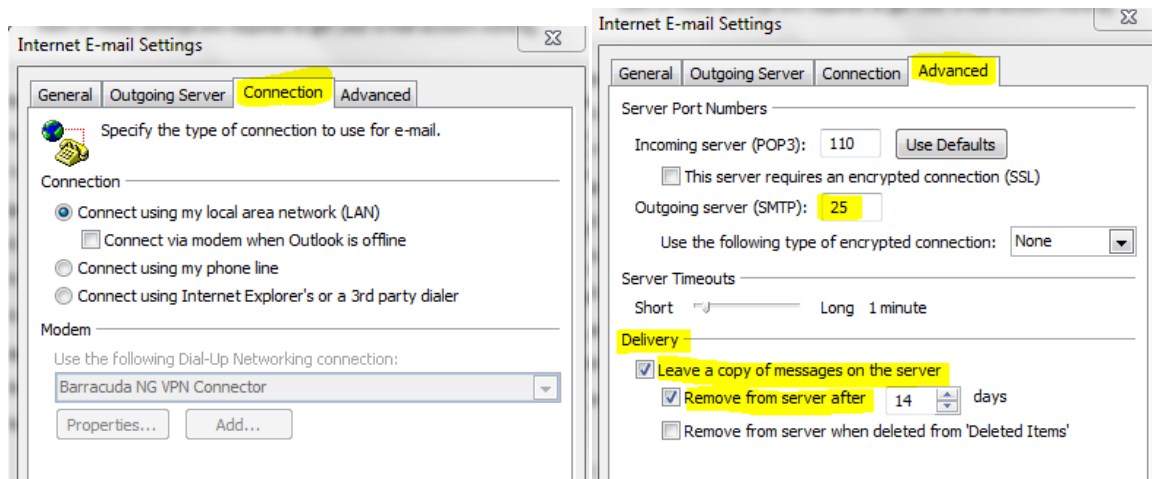 Internet E-mail Settings
General Outgoing Server Connection Advanced
Specify the type of connection to use for e-mail.
Connection
Connect using my local area network (LAN)
Connect via modem when Outlook is offline
Connect using my phone line
Connect using Internet Explorer's or a 3rd party dialer
Modem
Use the following Dial-Up Networking connection:
Barracuda NG VPN Connector
Properties... Add...
Internet E-mail Settings
General Outgoing Server Connection Advanced
Server Port Numbers
Incoming server (POP3): 110 Use Defaults
This server requires an encrypted connection (SSL)
Outgoing server (SMTP): 25
Use the following type of encrypted connection: None
Server Timeouts
Short Long 1 minute
Delivery
Leave a copy of messages on the server
Remove from server after 14 days
Remove from server when deleted from 'Deleted Items'